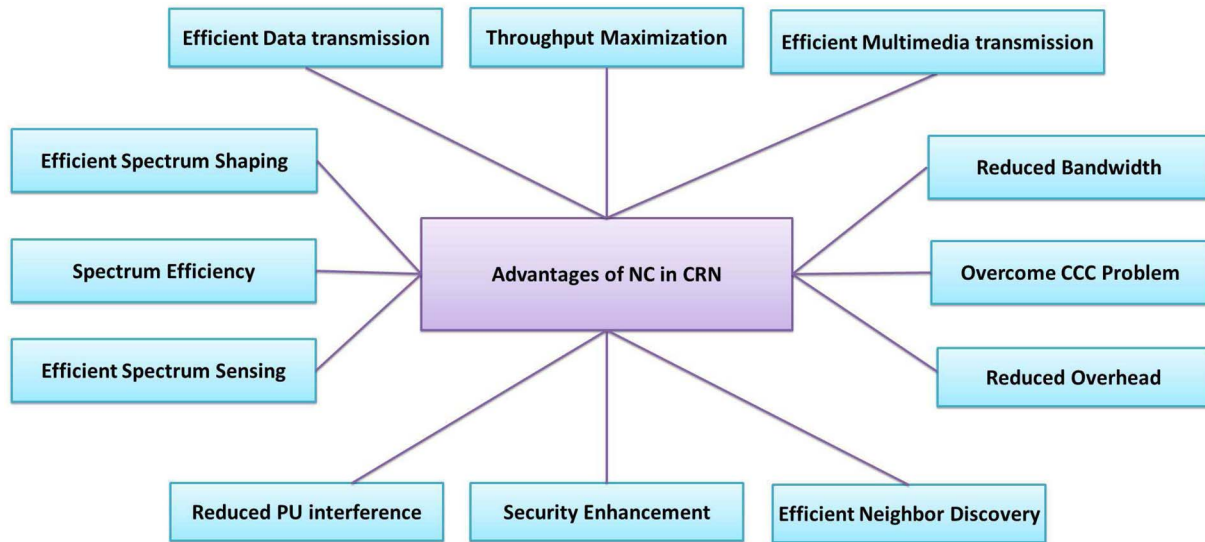 Efficient Data transmission
Throughput Maximization
Efficient Multimedia transmission
Efficient Spectrum Shaping
Reduced Bandwidth
Spectrum Efficiency
Advantages of NC in CRN
Overcome CCC Problem
Efficient Spectrum Sensing
Reduced Overhead
Reduced PU interference
Security Enhancement
Efficient Neighbor Discovery